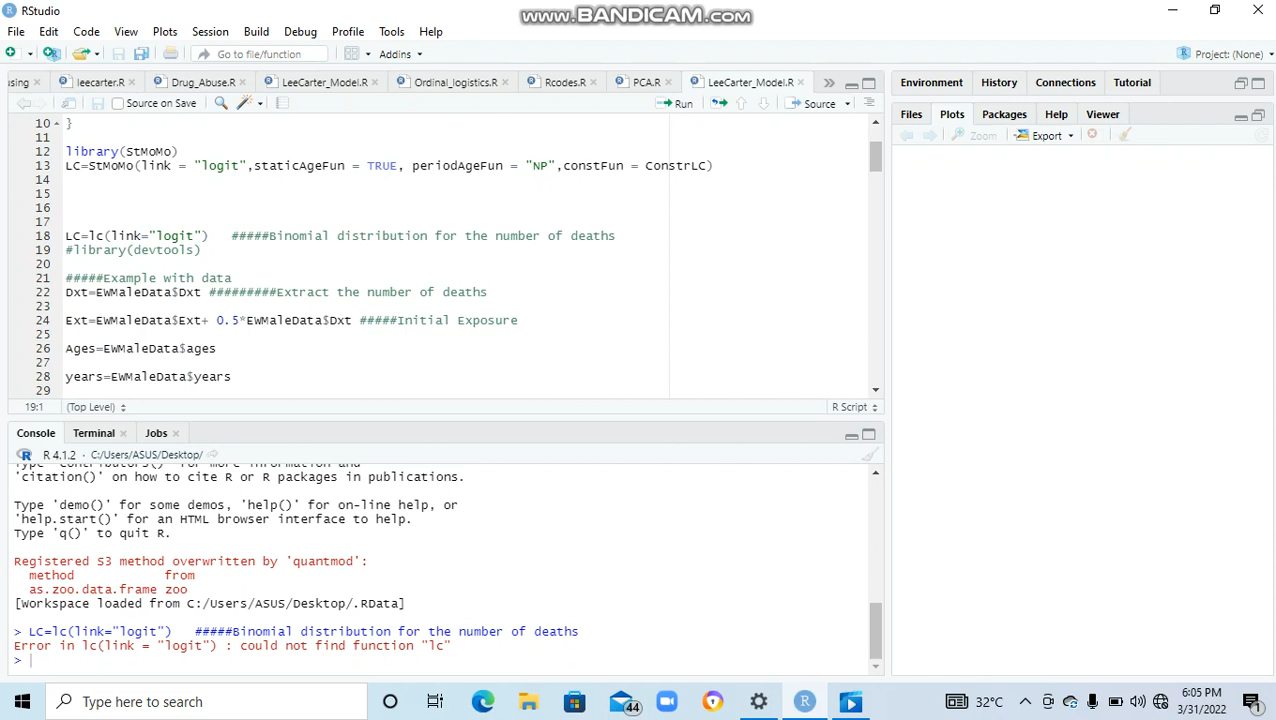 RStudio
www.BANDICAM.com
File Edit Code View Plots Session Build Debug Profile Tools Help
Go to file/function Addins Project: (None)
sing leecarter.R Drug_Abuse.R LeeCarter_Model.R Ordinal_logistics.R Rcodes.R PCA.R LeeCarter_Model.R
Environment History Connections Tutorial
Source on Save Run Source
Files Plots Packages Help Viewer
Zoom Export
10 }
11
12 library(StMoMo)
13 LC=StMoMo(link = "logit",staticAgeFun = TRUE, periodAgeFun = "NP",constFun = ConstrLC)
14
15
16
17
18 LC=lc(link="logit") #####Binomial distribution for the number of deaths
19 #library(devtools)
20
21 #####Example with data
22 Dxt=EWMaleData$Dxt #########Extract the number of deaths
23
24 Ext=EWMaleData$Ext+ 0.5*EWMaleData$Dxt #####Initial Exposure
25
26 Ages=EWMaleData$ages
27
28 years=EWMaleData$years
29
19:1 (Top Level) R Script
Console Terminal Jobs
R 4.1.2 · C:/Users/ASUS/Desktop/
Type 'contributors()' for more information and
'citation()' on how to cite R or R packages in publications.
Type 'demo()' for some demos, 'help()' for on-line help, or
'help.start()' for an HTML browser interface to help.
Type 'q()' to quit R.
Registered S3 method overwritten by 'quantmod':
method from
as.zoo.data.frame zoo
[Workspace loaded from C:/Users/ASUS/Desktop/.RData]
> LC=lc(link="logit") #####Binomial distribution for the number of deaths
Error in lc(link = "logit") : could not find function "lc"
>
Type here to search
44
32°C
6:05 PM
3/31/2022
1